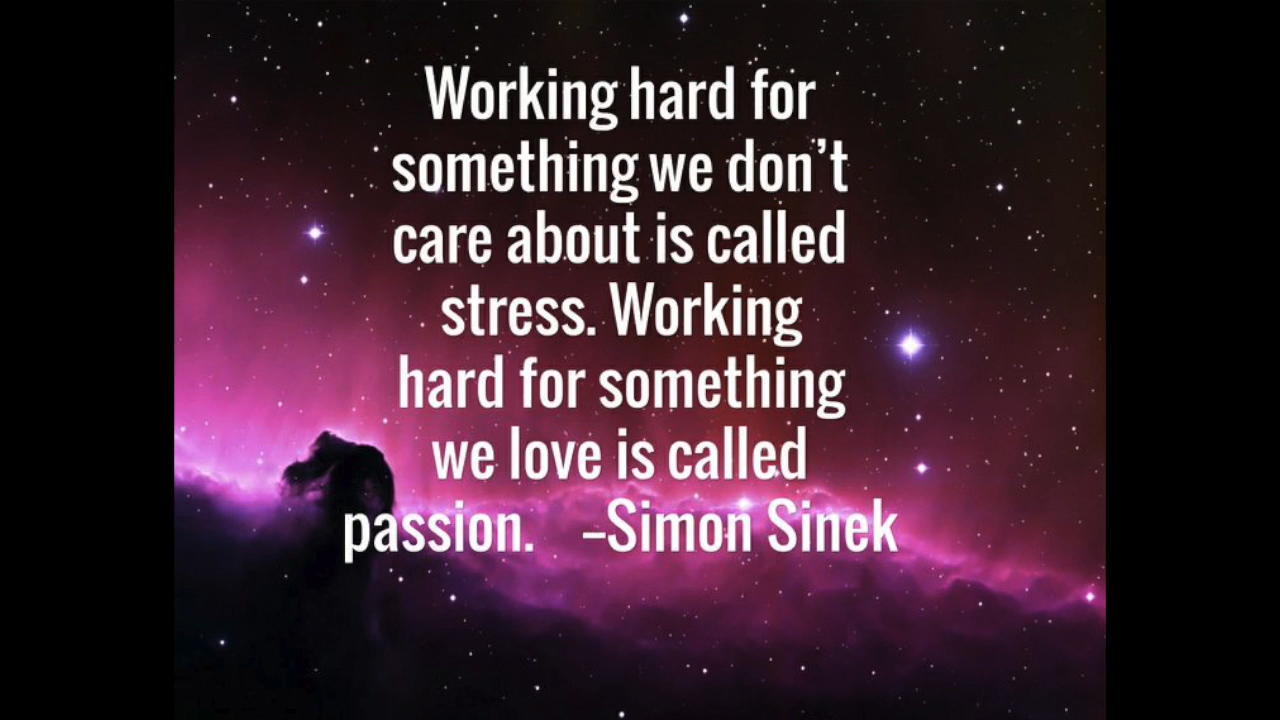 Working hard for
something we don’t
care about is called
stress. Working
hard for something
we love is called
passion. –Simon Sinek